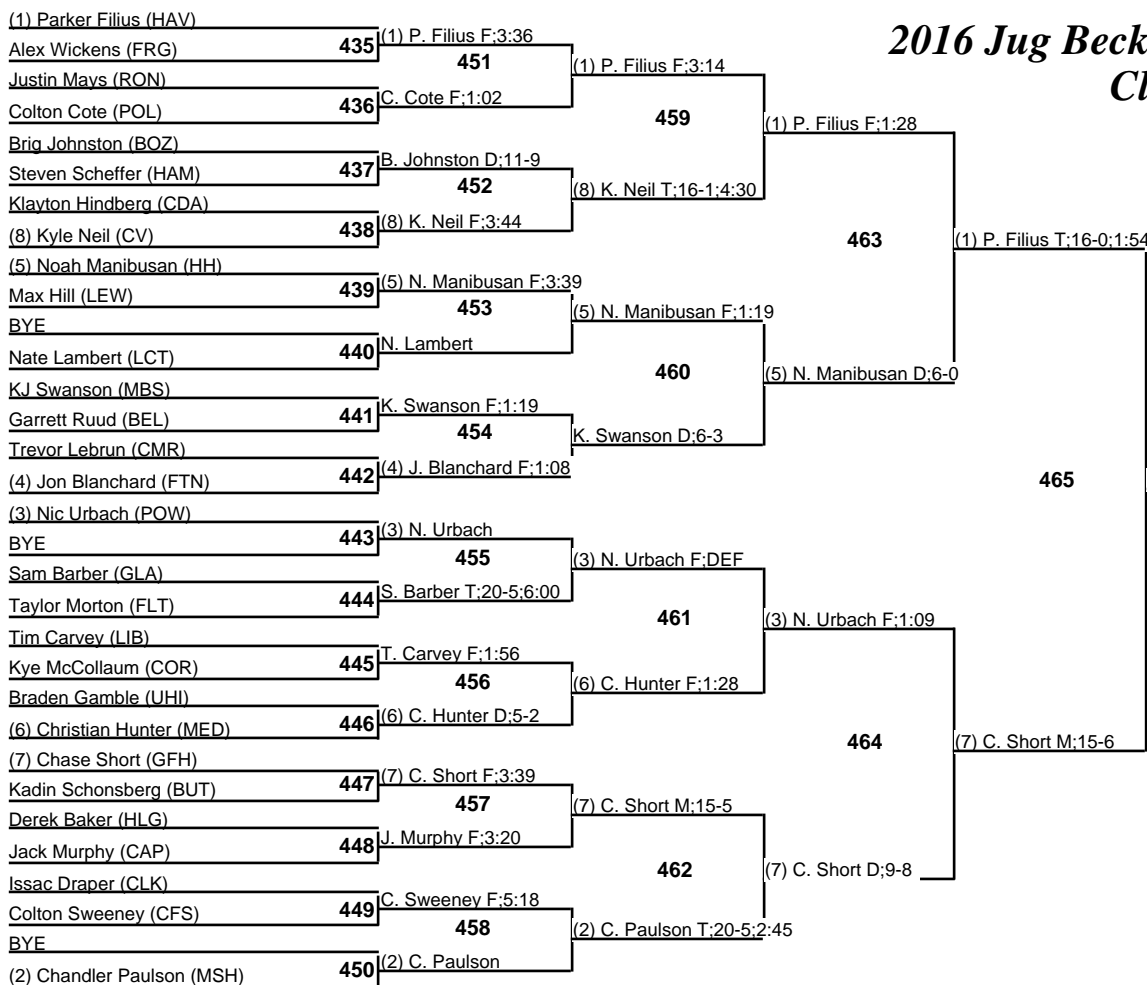 2016 Jug Beck
Cl
(1) Parker Filius (HAV)
Alex Wickens (FRG)
Justin Mays (RON)
Colton Cote (POL)
Brig Johnston (BOZ)
Steven Scheffer (HAM)
Klayton Hindberg (CDA)
(8) Kyle Neil (CV)
(5) Noah Manibusan (HH)
Max Hill (LEW)
BYE
Nate Lambert (LCT)
KJ Swanson (MBS)
Garrett Ruud (BEL)
Trevor Lebrun (CMR)
(4) Jon Blanchard (FTN)
(3) Nic Urbach (POW)
BYE
Sam Barber (GLA)
Taylor Morton (FLT)
Tim Carvey (LIB)
Kye McCollaum (COR)
Braden Gamble (UHI)
(6) Christian Hunter (MED)
(7) Chase Short (GFH)
Kadin Schonsberg (BUT)
Derek Baker (HLG)
Jack Murphy (CAP)
Issac Draper (CLK)
Colton Sweeney (CFS)
BYE
(2) Chandler Paulson (MSH)
435
436
437
438
439
440
441
442
443
444
445
446
447
448
449
450
(1) P. Filius F;3:36
C. Cote F;1:02
B. Johnston D;11-9
(8) K. Neil F;3:44
(5) N. Manibusan F;3:39
N. Lambert
K. Swanson F;1:19
(4) J. Blanchard F;1:08
(3) N. Urbach
S. Barber T;20-5;6:00
T. Carvey F;1:56
(6) C. Hunter D;5-2
(7) C. Short F;3:39
J. Murphy F;3:20
C. Sweeney F;5:18
(2) C. Paulson
451
452
453
454
455
456
457
458
(1) P. Filius F;3:14
(8) K. Neil T;16-1;4:30
(5) N. Manibusan F;1:19
K. Swanson D;6-3
(3) N. Urbach F;DEF
(6) C. Hunter F;1:28
(7) C. Short M;15-5
(2) C. Paulson T;20-5;2:45
459
460
461
462
(1) P. Filius F;1:28
(5) N. Manibusan D;6-0
(3) N. Urbach F;1:09
(7) C. Short D;9-8
463
464
(1) P. Filius T;16-0;1:54
(7) C. Short M;15-6
465